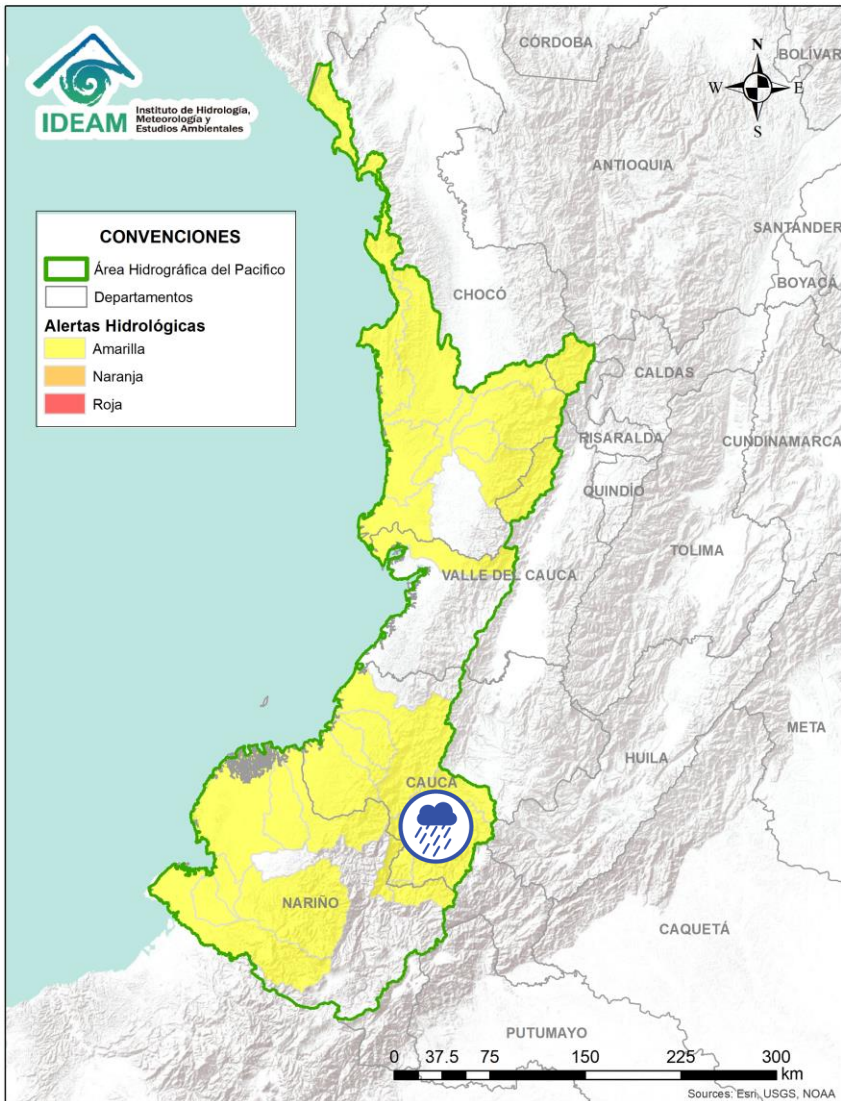 IDEAM
Instituto de Hidrología,
Meteorología y
Estudios Ambientales
CONVENCIONES
Área Hidrográfica del Pacifico
Departamentos
Alertas Hidrológicas
Amarilla
Naranja
Roja
N
W E
S
CÓRDOBA
BOLÍVAR
ANTIOQUIA
SANTANDER
BOYACÁ
CHOCÓ
CALDAS
RISARALDA
CUNDINAMARCA
QUINDÍO
TOLIMA
VALLE DEL CAUCA
META
HUILA
CAUCA
NARIÑO
CAQUETÁ
PUTUMAYO
0 37.5 75 150 225 300
km
Sources: Esri, USGS, NOAA